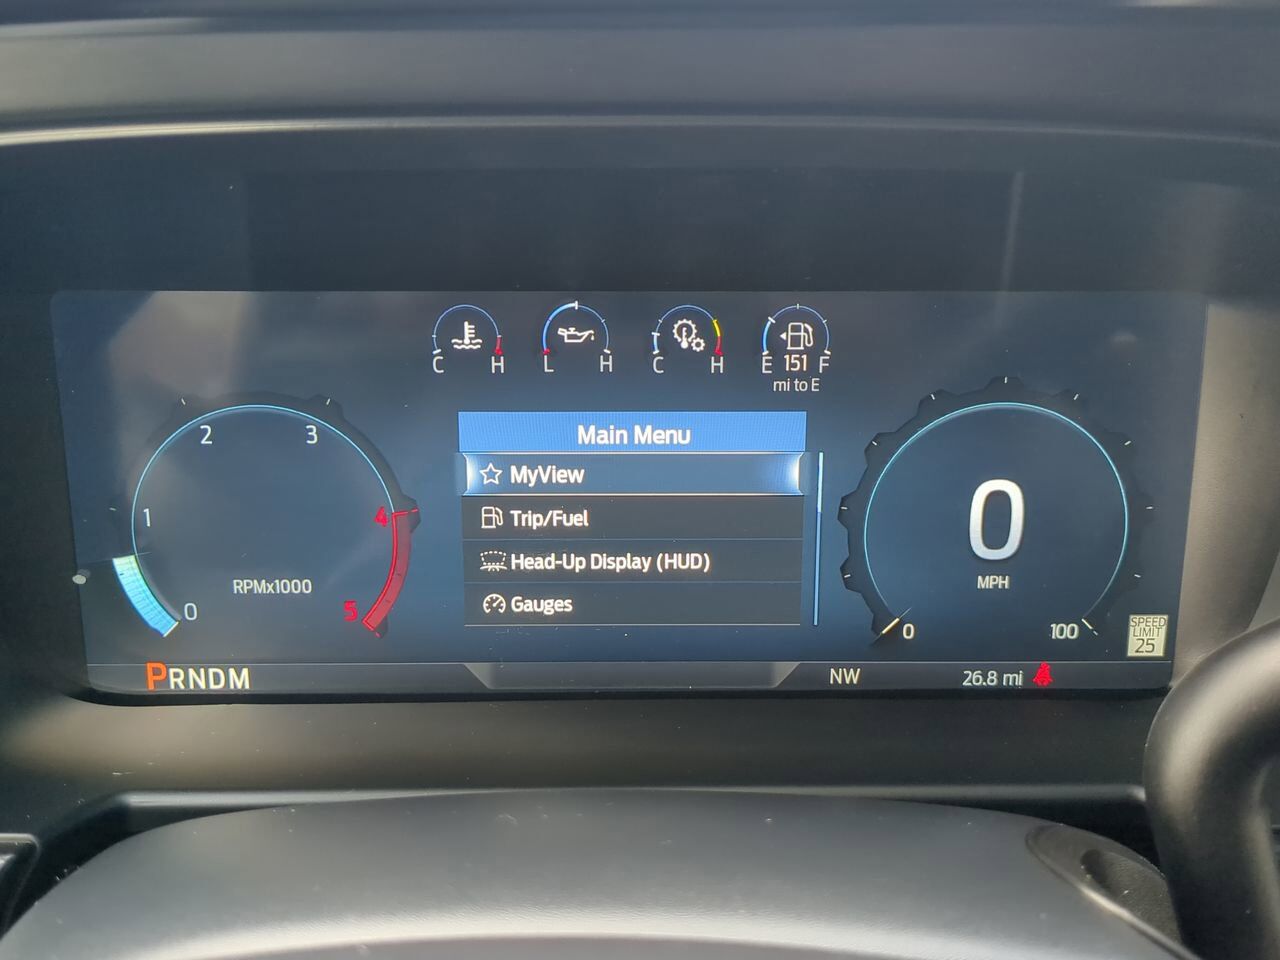 C H
L H
C H
E 151 F
mi to E
Main Menu
MyView
Trip/Fuel
Head-Up Display (HUD)
Gauges
2 3
1 4
0 5
RPMx1000
0
MPH
0 100
SPEED
LIMIT
25
PRNDM
NW
26.8 mi